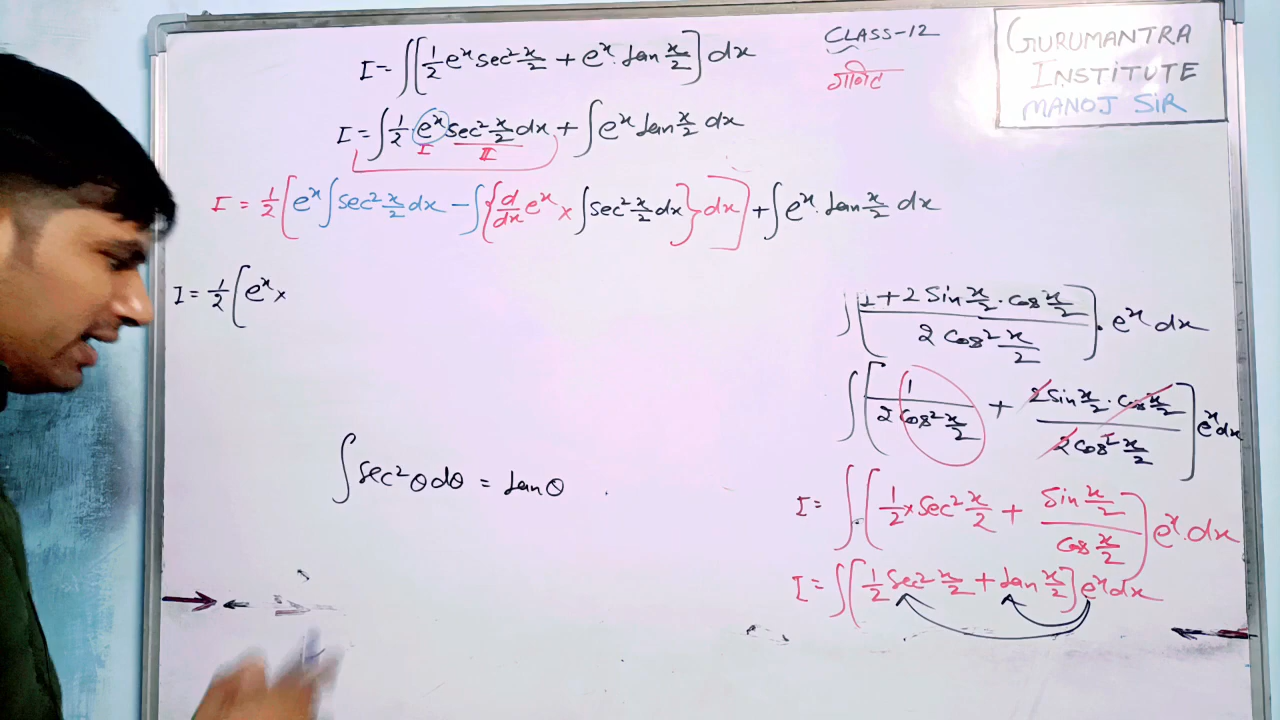 I = ∫[1/2 eˣ sec² x/2 + eˣ · tan x/2] dx
I = ∫ 1/2 eˣ sec² x/2 dx + ∫ eˣ tan x/2 dx
I II
I = 1/2 [eˣ ∫ sec² x/2 dx − ∫{d/dx eˣ × ∫ sec² x/2 dx} dx] + ∫ eˣ · tan x/2 dx
I = 1/2 [eˣ ×
∫ sec² θ dθ = tan θ
CLASS-12
गणित
GURUMANTRA
INSTITUTE
MANOJ SIR
∫[(1 + 2 Sin x/2 · cos x/2) / (2 cos² x/2)] · eˣ dx
∫[1 / (2 cos² x/2) + (2 Sin x/2 · cos x/2) / (2 cos² x/2)] eˣ dx
I = ∫[1/2 × Sec² x/2 + Sin x/2 / cos x/2] eˣ · dx
I = ∫[1/2 Sec² x/2 + tan x/2] eˣ dx